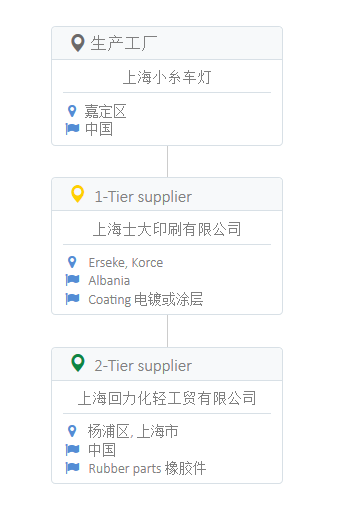 生产工厂
上海小糸车灯
嘉定区
中国
1-Tier supplier
上海士大印刷有限公司
Erseke, Korce
Albania
Coating 电镀或涂层
2-Tier supplier
上海回力化轻工贸有限公司
杨浦区, 上海市
中国
Rubber parts 橡胶件